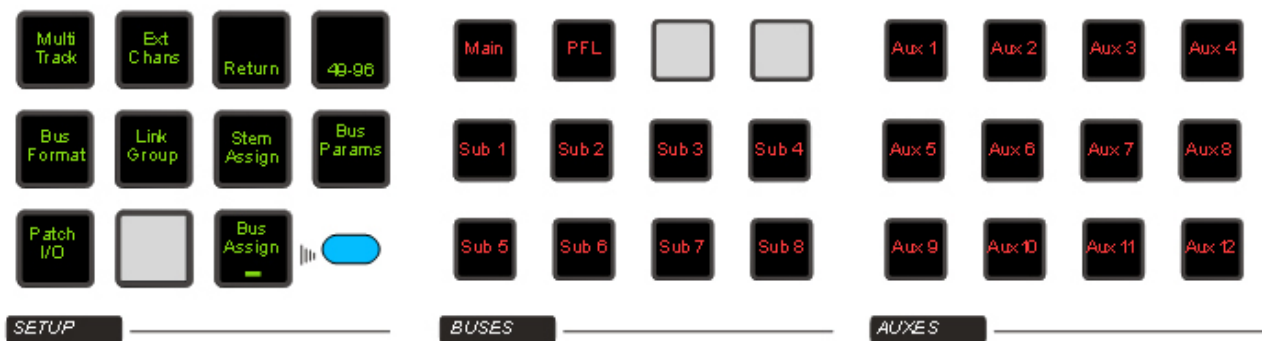 Multi
Track
Ext
Chans
Return
49-96
Main
PFL
Aux 1
Aux 2
Aux 3
Aux 4
Bus
Format
Link
Group
Stem
Assign
Bus
Params
Sub 1
Sub 2
Sub 3
Sub 4
Aux 5
Aux 6
Aux 7
Aux 8
Patch
I/O
Bus
Assign
Sub 5
Sub 6
Sub 7
Sub 8
Aux 9
Aux 10
Aux 11
Aux 12
SETUP
BUSES
AUXES